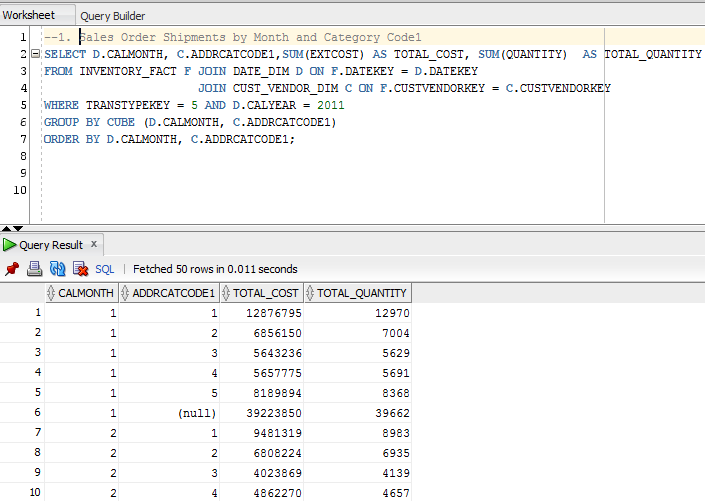 Worksheet Query Builder
1 --1. Sales Order Shipments by Month and Category Code1
2 SELECT D.CALMONTH, C.ADDRCATCODE1,SUM(EXTCOST) AS TOTAL_COST, SUM(QUANTITY)  AS TOTAL_QUANTITY
3 FROM INVENTORY_FACT F JOIN DATE_DIM D ON F.DATEKEY = D.DATEKEY
4 JOIN CUST_VENDOR_DIM C ON F.CUSTVENDORKEY = C.CUSTVENDORKEY
5 WHERE TRANSTYPEKEY = 5 AND D.CALYEAR = 2011
6 GROUP BY CUBE (D.CALMONTH, C.ADDRCATCODE1)
7 ORDER BY D.CALMONTH, C.ADDRCATCODE1;
8
9
10
Query Result x
SQL | Fetched 50 rows in 0.011 seconds
CALMONTH ADDRCATCODE1 TOTAL_COST TOTAL_QUANTITY
1 1 1 12876795 12970
2 1 2 6856150 7004
3 1 3 5643236 5629
4 1 4 5657775 5691
5 1 5 8189894 8368
6 1 (null) 39223850 39662
7 2 1 9481319 8983
8 2 2 6808224 6935
9 2 3 4023869 4139
10 2 4 4862270 4657